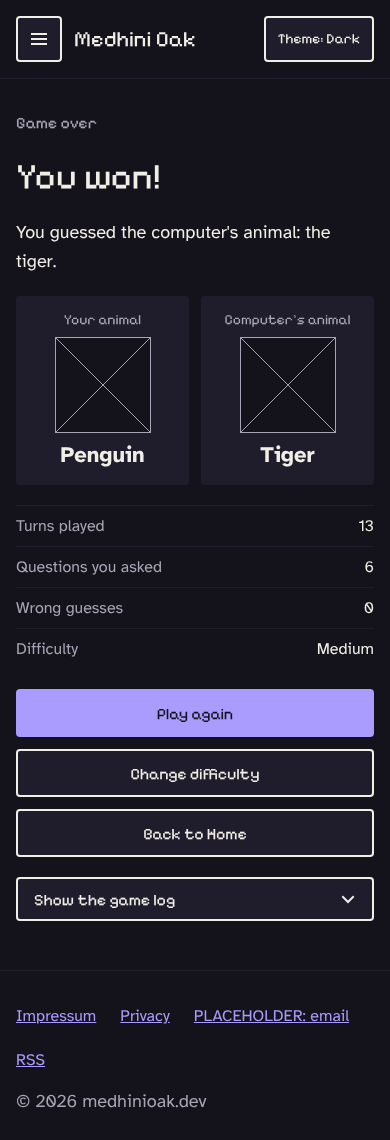 Medhini Oak
Theme: Dark
Game over
You won!
You guessed the computer's animal: the
tiger.
Your animal
Computer's animal
Penguin
Tiger
Turns played 13
Questions you asked 6
Wrong guesses 0
Difficulty Medium
Play again
Change difficulty
Back to Home
Show the game log
Impressum Privacy PLACEHOLDER: email
RSS
© 2026 medhinioak.dev